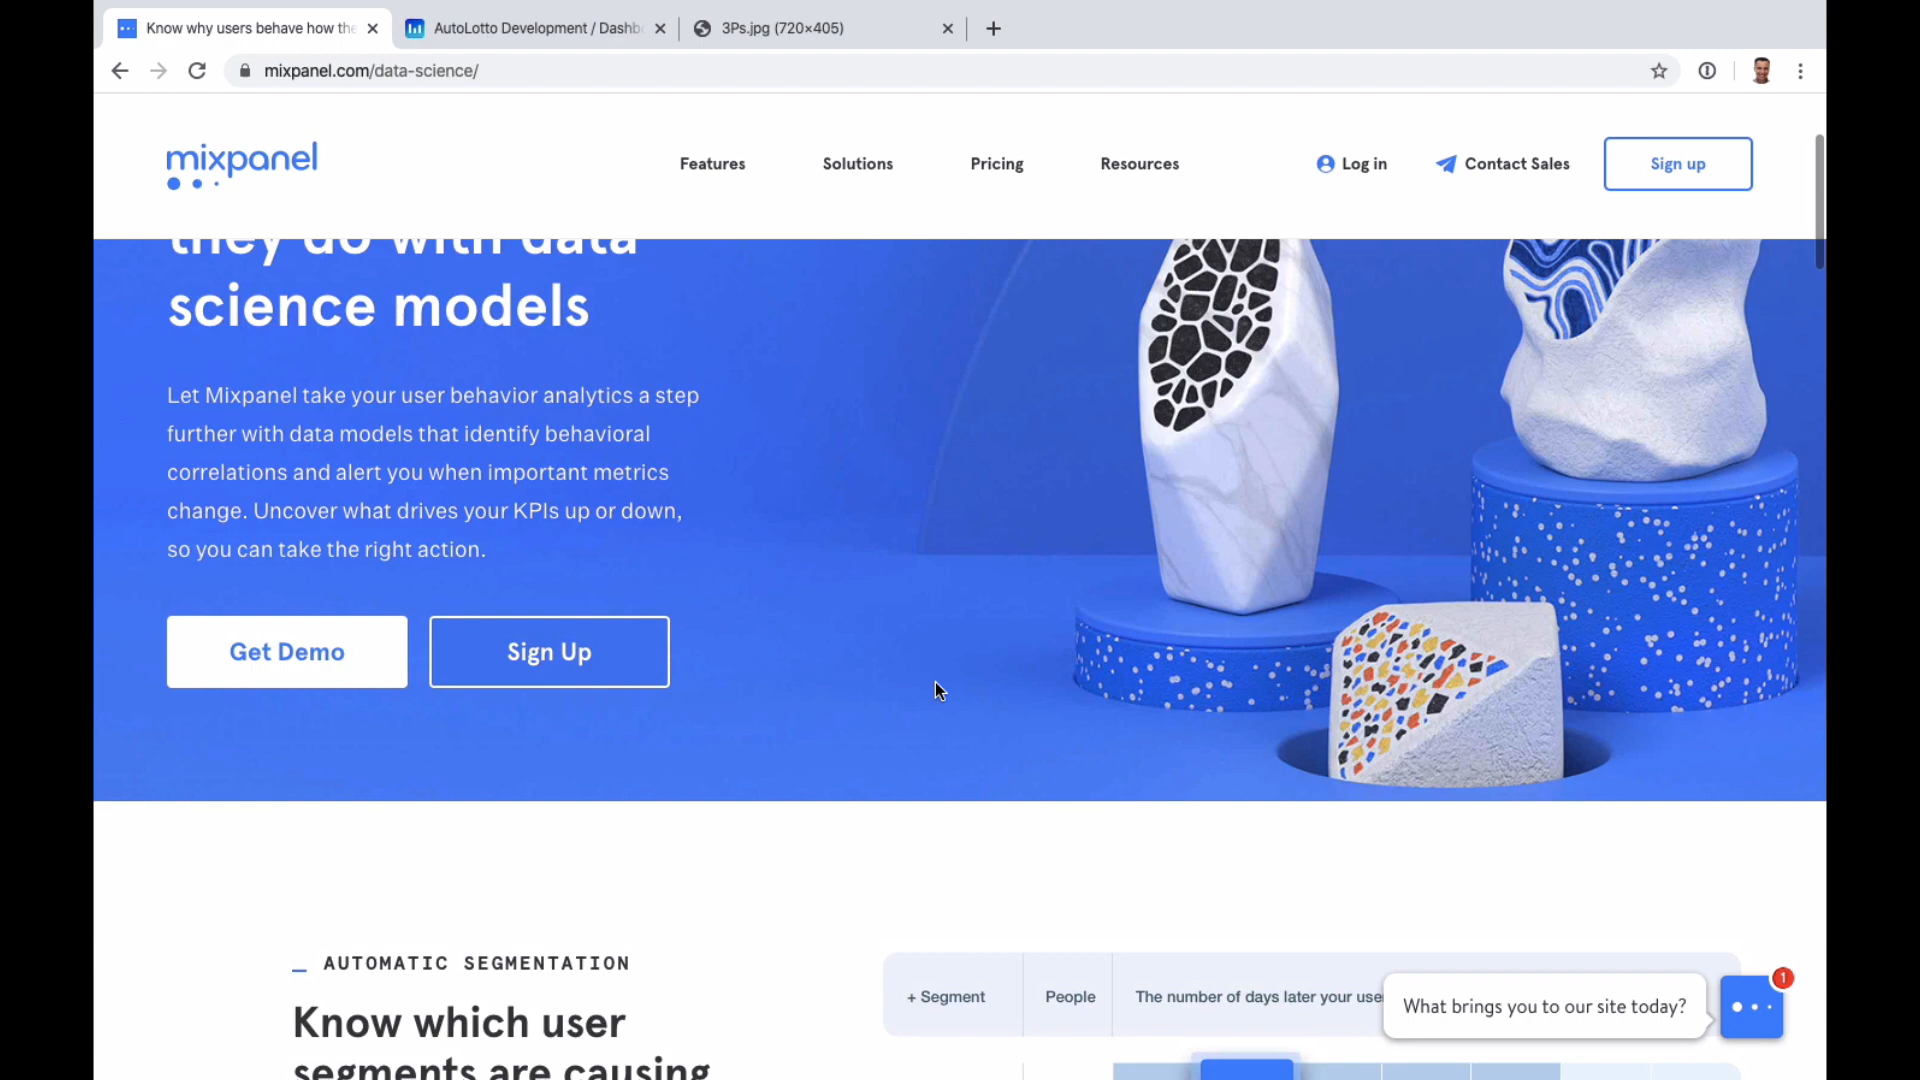 Know why users behave how the
AutoLotto Development / Dashb
3Ps.jpg (720×405)
mixpanel.com/data-science/
mixpanel
Features
Solutions
Pricing
Resources
Log in
Contact Sales
Sign up
they do with data
science models
Let Mixpanel take your user behavior analytics a step
further with data models that identify behavioral
correlations and alert you when important metrics
change. Uncover what drives your KPIs up or down,
so you can take the right action.
Get Demo
Sign Up
_ AUTOMATIC SEGMENTATION
Know which user
segments are causing
+ Segment
People
The number of days later your use
What brings you to our site today?
1